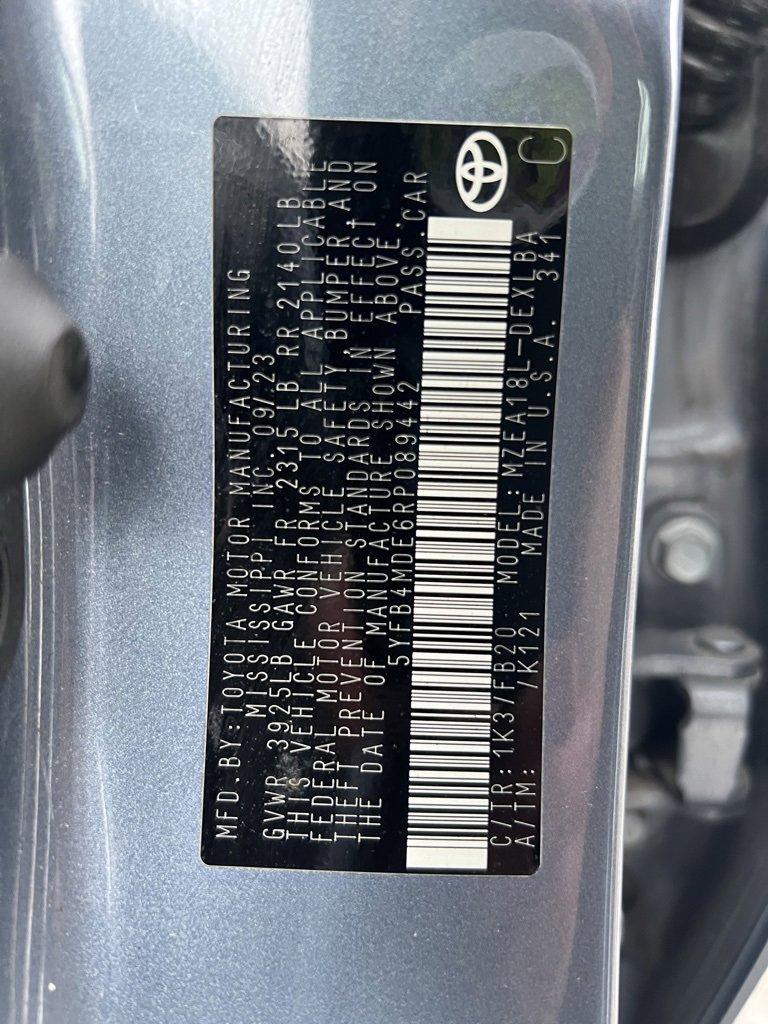 MFD.BY:TOYOTA MOTOR MANUFACTURING
MISSISSIPPI INC. 09/23
GVWR 3925LB GAWR FR 2315LB RR 2140LB
THIS VEHICLE CONFORMS TO ALL APPLICABLE
FEDERAL MOTOR VEHICLE SAFETY, BUMPER AND
THEFT PREVENTION STANDARDS IN EFFECT ON
THE DATE OF MANUFACTURE SHOWN ABOVE.
5YFB4MDE6RP089442 PASS.CAR
C/TR:1K3/FB20 MODEL:MZEA18L-DEXLBA
A/TM: /K121 MADE IN U.S.A. 341 C